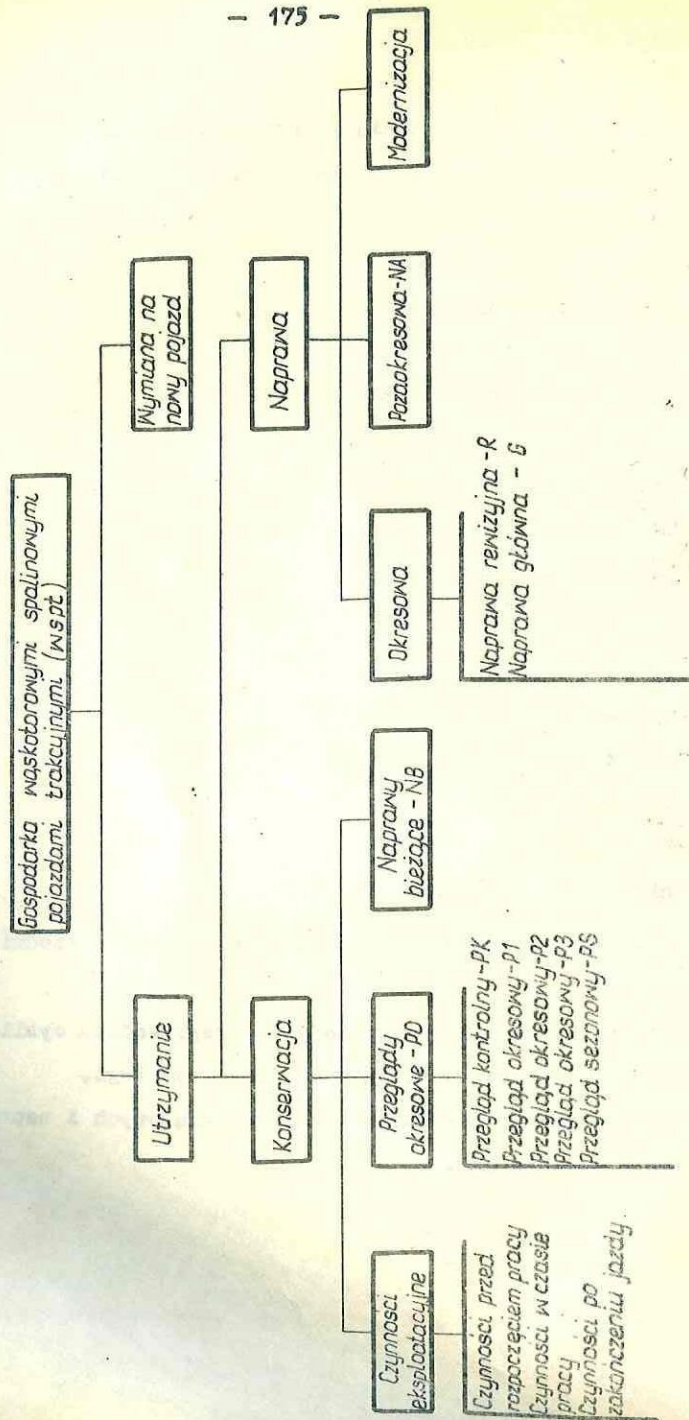 - 175 -
Gospodarka wąskotorowymi spalinowymi
pojazdami trakcyjnymi (wspt)
Utrzymanie
Wymiana na
nowy pojazd
Konserwacja
Naprawa
Czynności
eksploatacyjne
Przeglądy
okresowe - PO
Naprawy
bieżące - NB
Okresowa
Pozaokresowa-NA
Modernizacja
Czynności przed
rozpoczęciem pracy
Czynności w czasie
pracy
Czynności po
zakończeniu jazdy.
Przegląd kontrolny-PK
Przegląd okresowy-P1
Przegląd okresowy-P2
Przegląd okresowy-P3
Przegląd sezonowy-PS
Naprawa rewizyjna -R
Naprawa główna - G